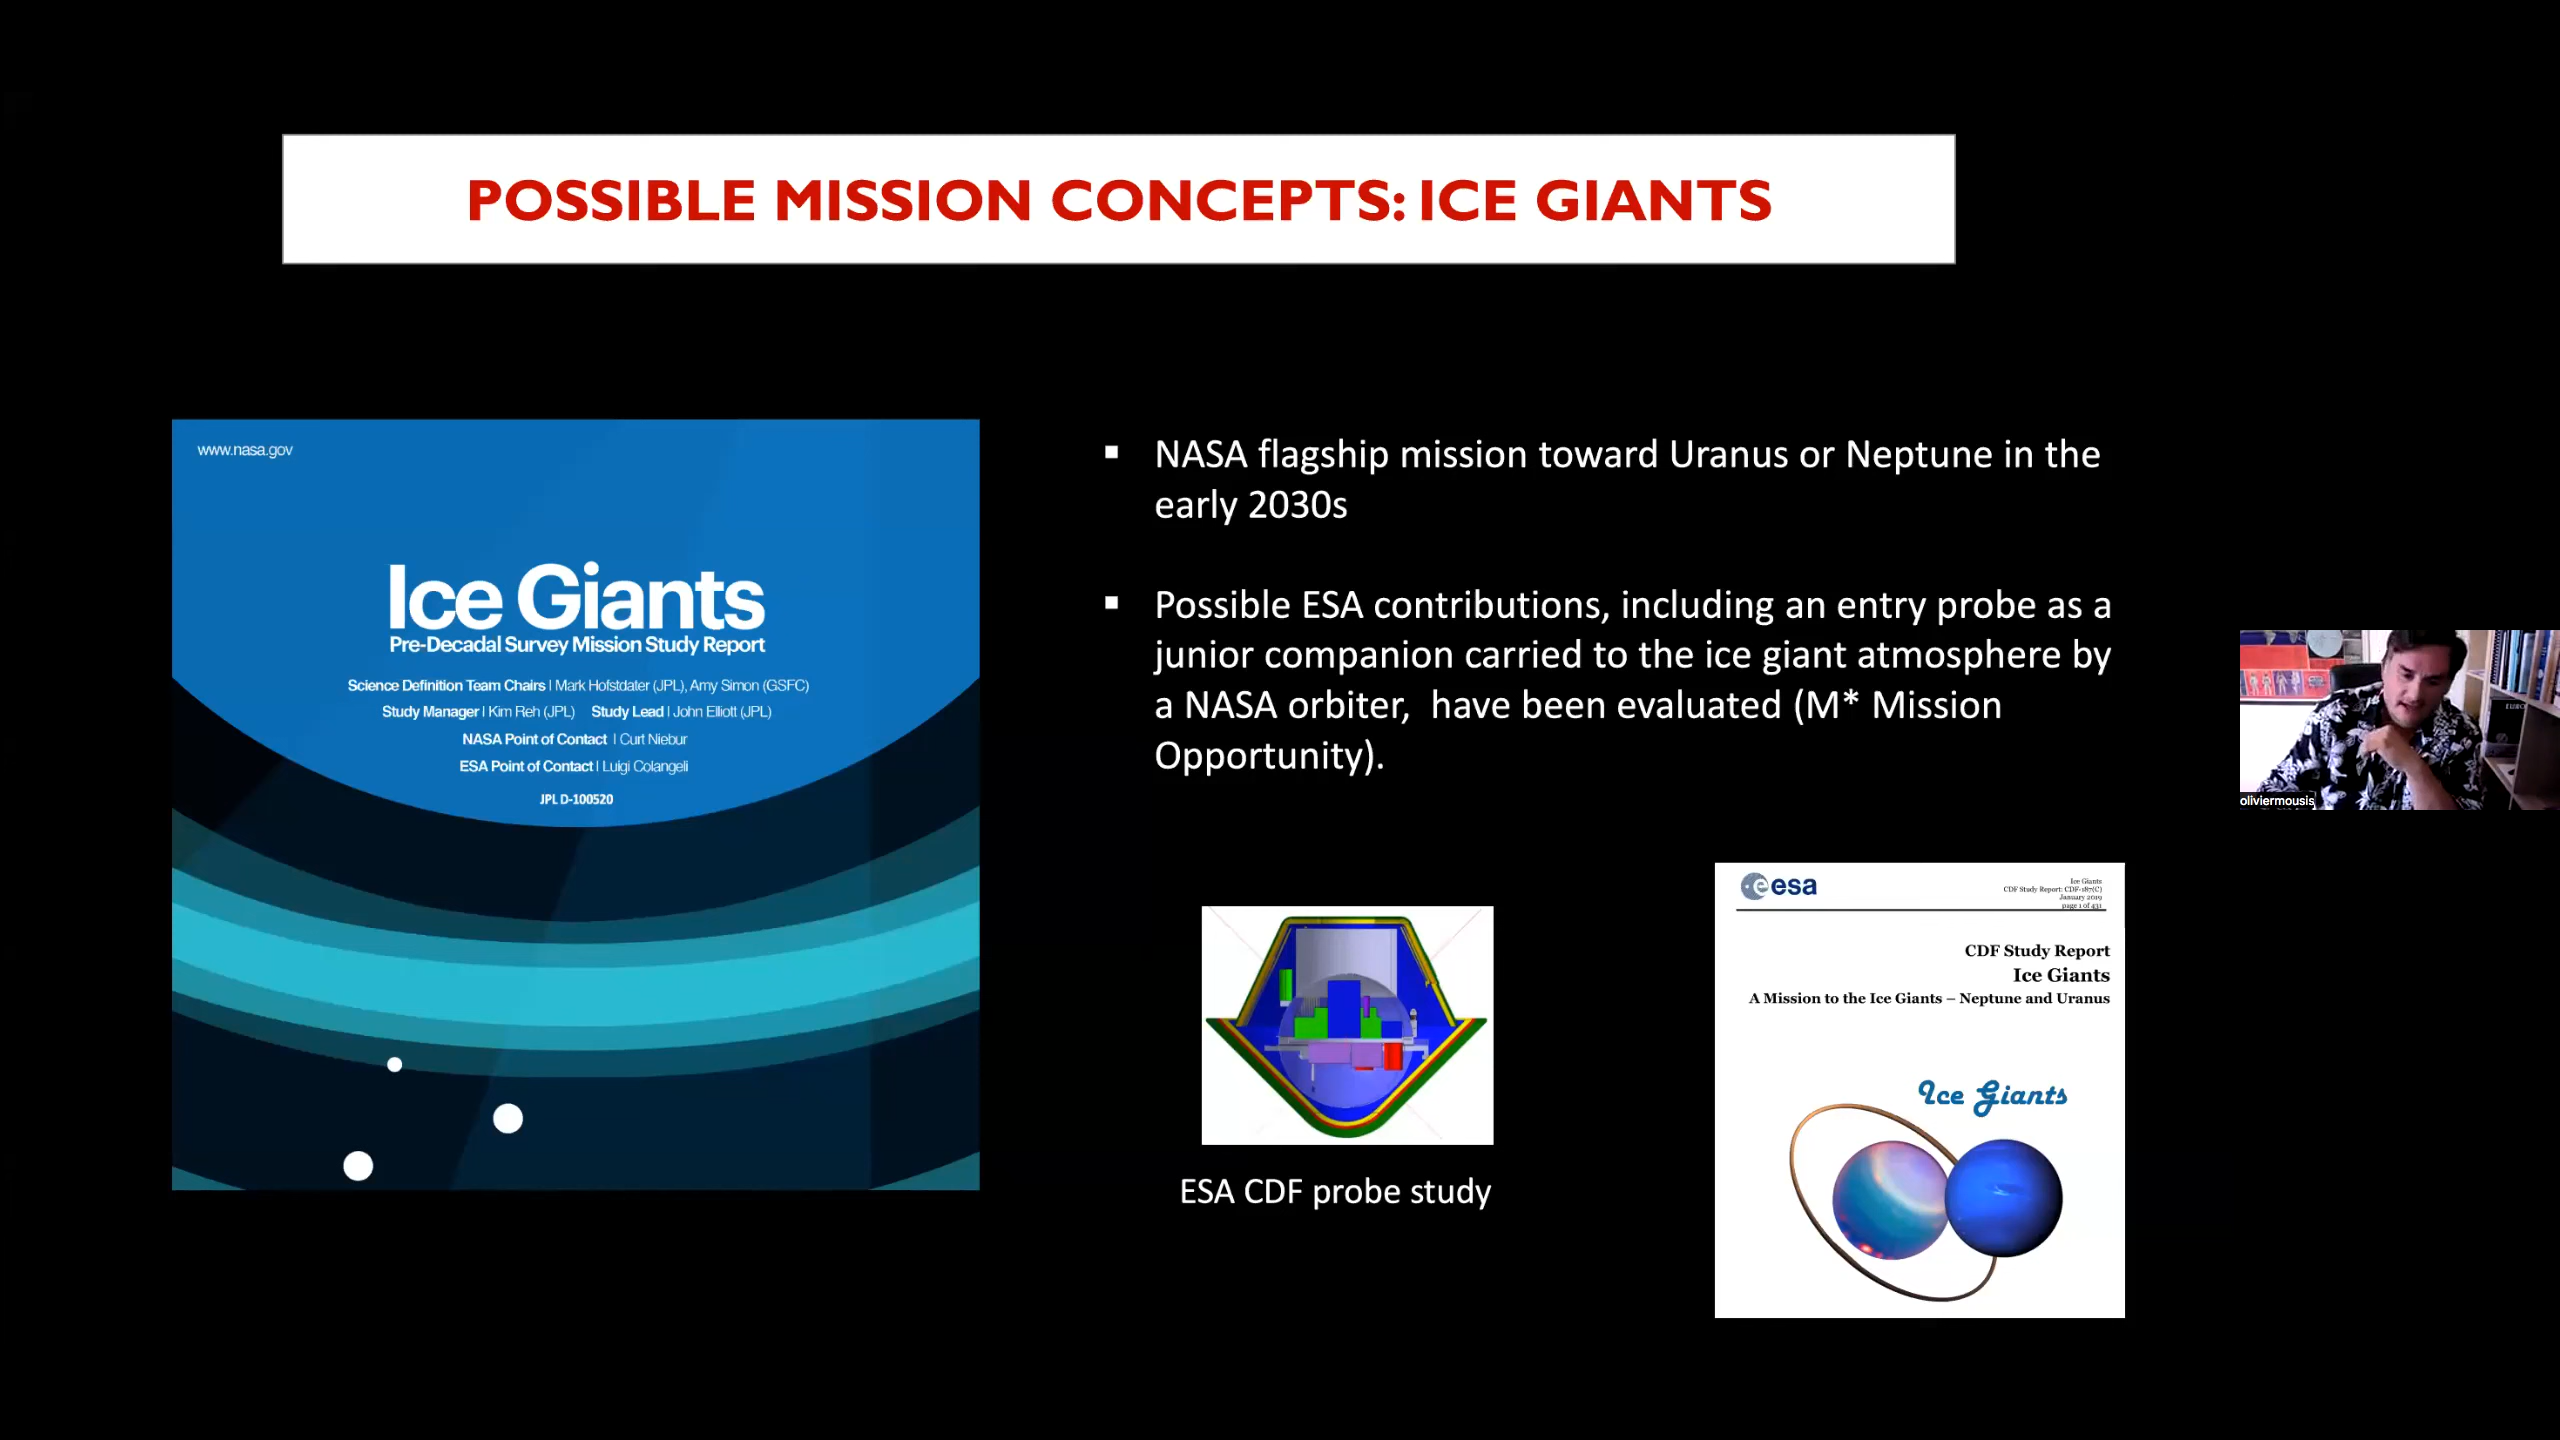 POSSIBLE MISSION CONCEPTS: ICE GIANTS
www.nasa.gov
Ice Giants
Pre-Decadal Survey Mission Study Report
Science Definition Team Chairs | Mark Hofstdater (JPL), Amy Simon (GSFC)
Study Manager | Kim Reh (JPL) Study Lead | John Elliott (JPL)
NASA Point of Contact | Curt Niebur
ESA Point of Contact | Luigi Colangeli
JPL D-100520
▪ NASA flagship mission toward Uranus or Neptune in the
early 2030s
▪ Possible ESA contributions, including an entry probe as a
junior companion carried to the ice giant atmosphere by
a NASA orbiter, have been evaluated (M* Mission
Opportunity).
ESA CDF probe study
esa
Ice Giants
CDF Study Report: CDF-187(C)
January 2019
page 1 of 431
CDF Study Report
Ice Giants
A Mission to the Ice Giants – Neptune and Uranus
Ice Giants
oliviermousis